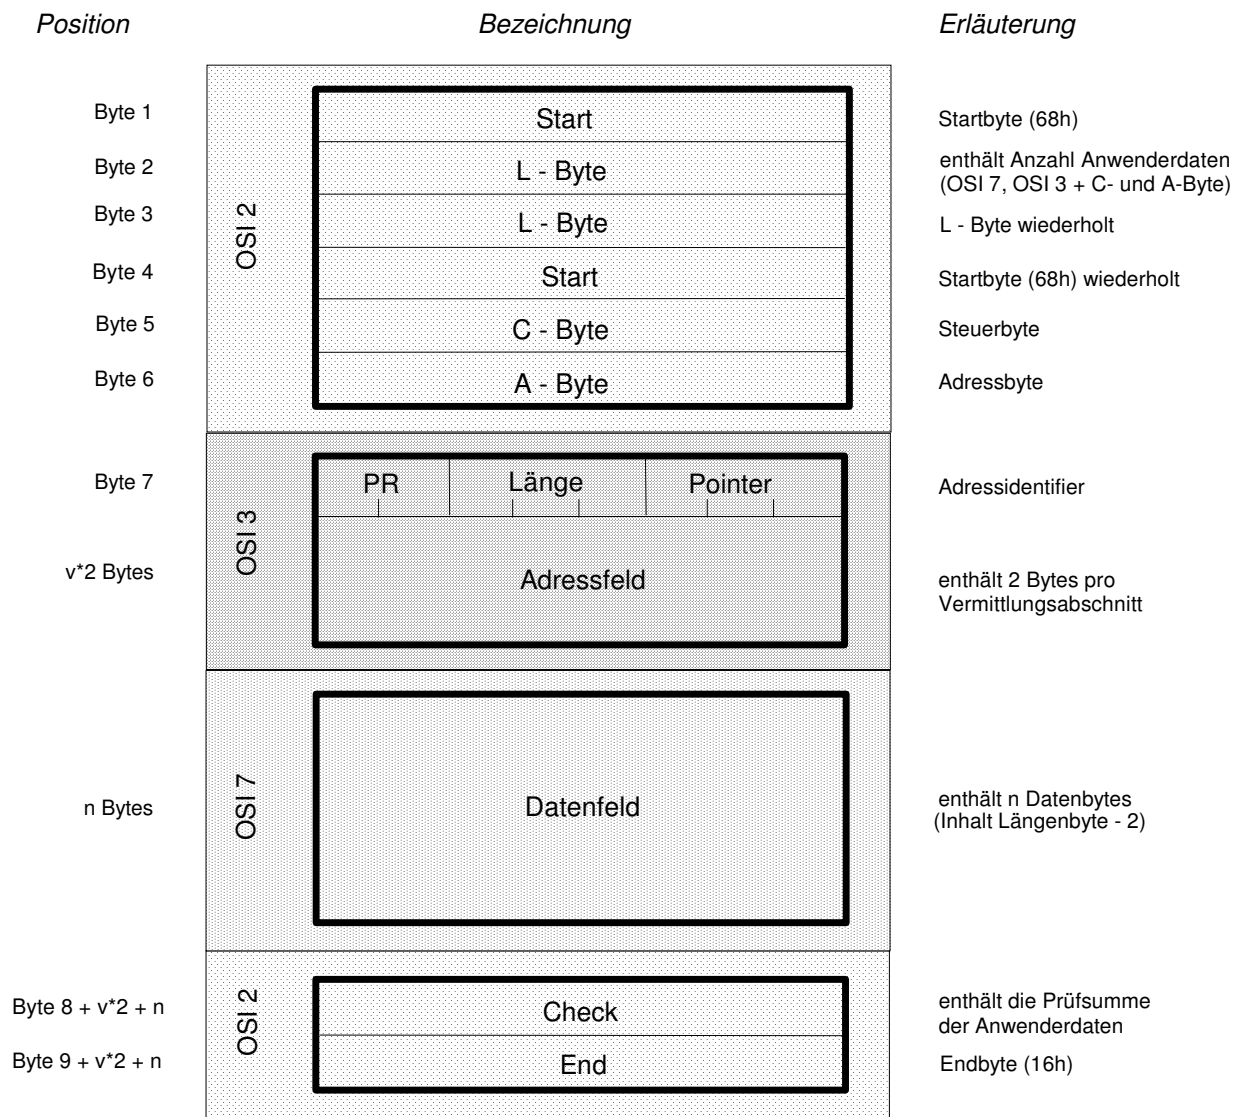 Position Bezeichnung Erläuterung
OSI 2
Byte 1 Start Startbyte (68h)
Byte 2 L - Byte enthält Anzahl Anwenderdaten
(OSI 7, OSI 3 + C- und A-Byte)
Byte 3 L - Byte L - Byte wiederholt
Byte 4 Start Startbyte (68h) wiederholt
Byte 5 C - Byte Steuerbyte
Byte 6 A - Byte Adressbyte
OSI 3
Byte 7 PR Länge Pointer Adressidentifier
v*2 Bytes Adressfeld enthält 2 Bytes pro
Vermittlungsabschnitt
OSI 7
n Bytes Datenfeld enthält n Datenbytes
(Inhalt Längenbyte - 2)
OSI 2
Byte 8 + v*2 + n Check enthält die Prüfsumme
der Anwenderdaten
Byte 9 + v*2 + n End Endbyte (16h)